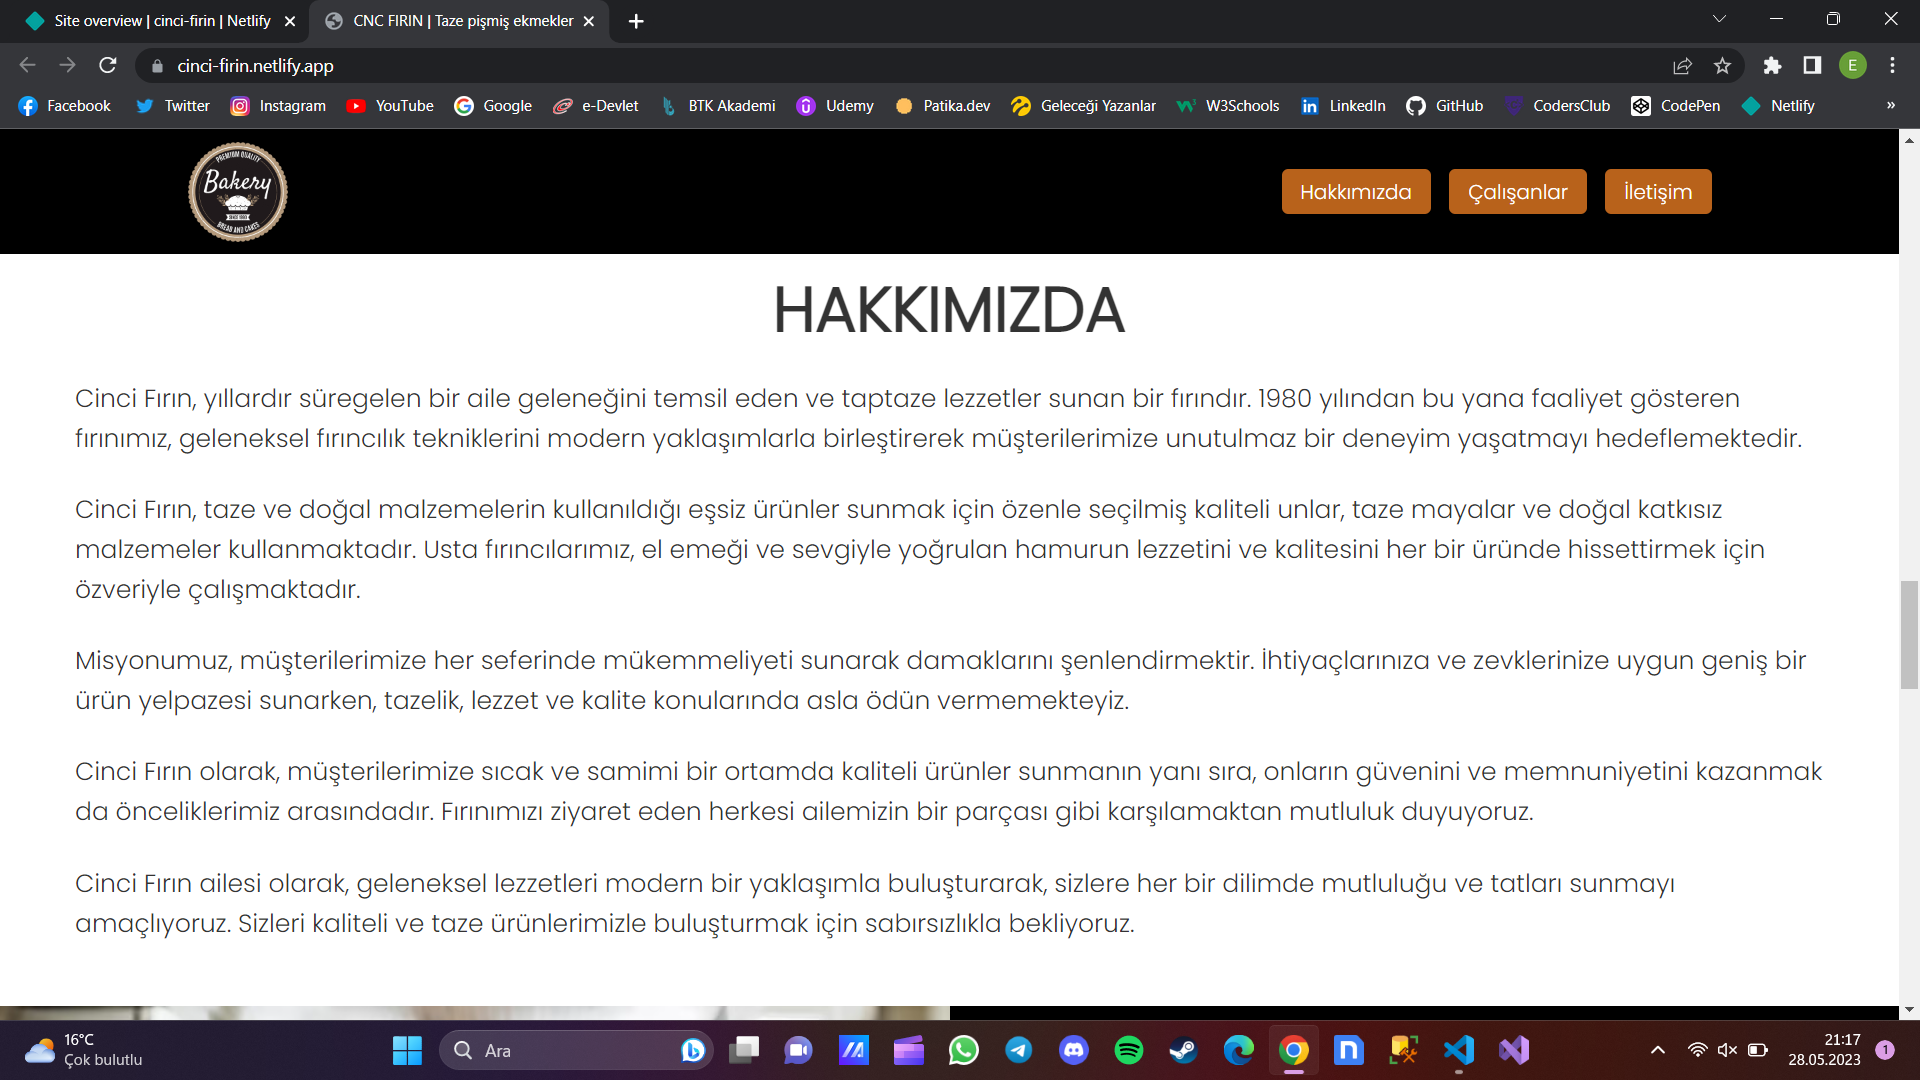 Site overview | cinci-firin | Netlify
CNC FIRIN | Taze pişmiş ekmekler
cinci-firin.netlify.app
E
Facebook Twitter Instagram YouTube Google e-Devlet BTK Akademi Udemy Patika.dev Geleceği Yazanlar W3Schools LinkedIn GitHub CodersClub CodePen Netlify »
PREMIUM QUALITY
Bakery
SINCE 1980
BREAD AND CAKES
Hakkımızda Çalışanlar İletişim
HAKKIMIZDA
Cinci Fırın, yıllardır süregelen bir aile geleneğini temsil eden ve taptaze lezzetler sunan bir fırındır. 1980 yılından bu yana faaliyet gösteren
fırınımız, geleneksel fırıncılık tekniklerini modern yaklaşımlarla birleştirerek müşterilerimize unutulmaz bir deneyim yaşatmayı hedeflemektedir.
Cinci Fırın, taze ve doğal malzemelerin kullanıldığı eşsiz ürünler sunmak için özenle seçilmiş kaliteli unlar, taze mayalar ve doğal katkısız
malzemeler kullanmaktadır. Usta fırıncılarımız, el emeği ve sevgiyle yoğrulan hamurun lezzetini ve kalitesini her bir üründe hissettirmek için
özveriyle çalışmaktadır.
Misyonumuz, müşterilerimize her seferinde mükemmeliyeti sunarak damaklarını şenlendirmektir. İhtiyaçlarınıza ve zevklerinize uygun geniş bir
ürün yelpazesi sunarken, tazelik, lezzet ve kalite konularında asla ödün vermemekteyiz.
Cinci Fırın olarak, müşterilerimize sıcak ve samimi bir ortamda kaliteli ürünler sunmanın yanı sıra, onların güvenini ve memnuniyetini kazanmak
da önceliklerimiz arasındadır. Fırınımızı ziyaret eden herkesi ailemizin bir parçası gibi karşılamaktan mutluluk duyuyoruz.
Cinci Fırın ailesi olarak, geleneksel lezzetleri modern bir yaklaşımla buluşturarak, sizlere her bir dilimde mutluluğu ve tatları sunmayı
amaçlıyoruz. Sizleri kaliteli ve taze ürünlerimizle buluşturmak için sabırsızlıkla bekliyoruz.
16°C
Çok bulutlu
Ara
21:17
28.05.2023
1